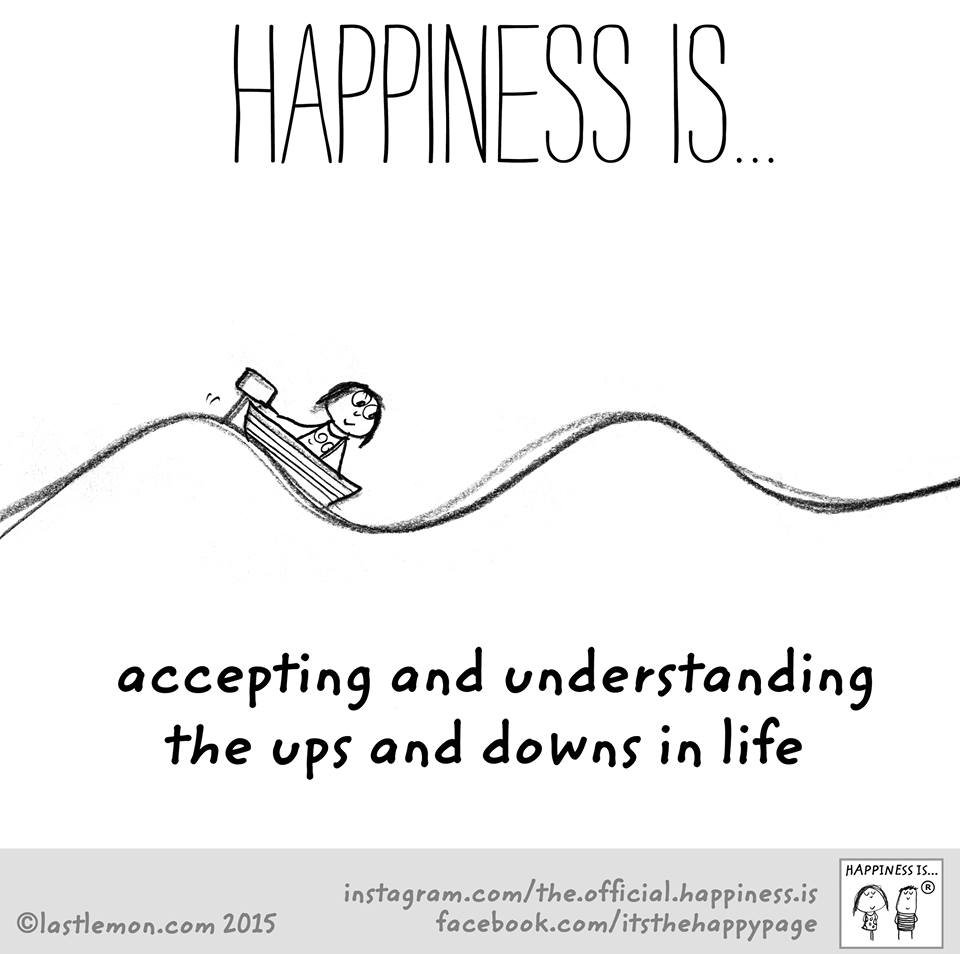 HAPPINESS IS...
accepting and understanding
the ups and downs in life
instagram.com/the.official.happiness.is
©lastlemon.com 2015
facebook.com/itsthehappypage
HAPPINESS IS...
®